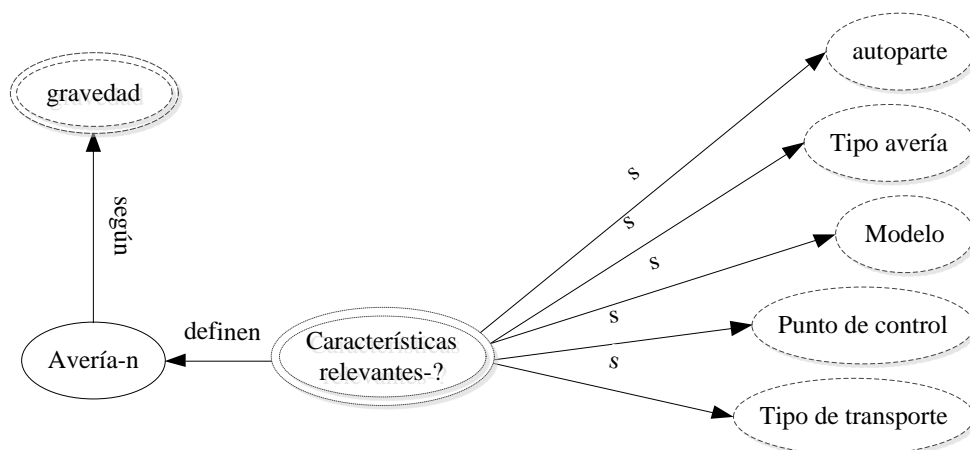 autoparte
gravedad
Tipo avería
s
según
s
s
Modelo
s
Punto de control
definen
Características
relevantes-?
Avería-n
s
Tipo de transporte